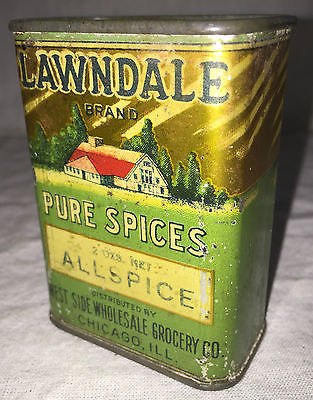 LAWNDALE
BRAND
PURE SPICES
2 OZS. NET
ALLSPICE
DISTRIBUTED BY
WEST SIDE WHOLESALE GROCERY CO.
CHICAGO, ILL.